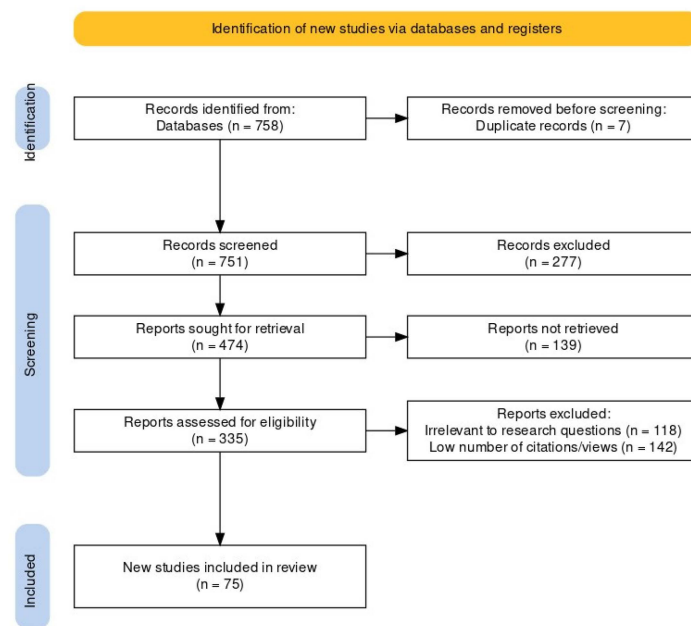 Identification of new studies via databases and registers
Identification
Records identified from:
Databases (n = 758)
Records removed before screening:
Duplicate records (n = 7)
Screening
Records screened
(n = 751)
Records excluded
(n = 277)
Reports sought for retrieval
(n = 474)
Reports not retrieved
(n = 139)
Reports assessed for eligibility
(n = 335)
Reports excluded:
Irrelevant to research questions (n = 118)
Low number of citations/views (n = 142)
Included
New studies included in review
(n = 75)